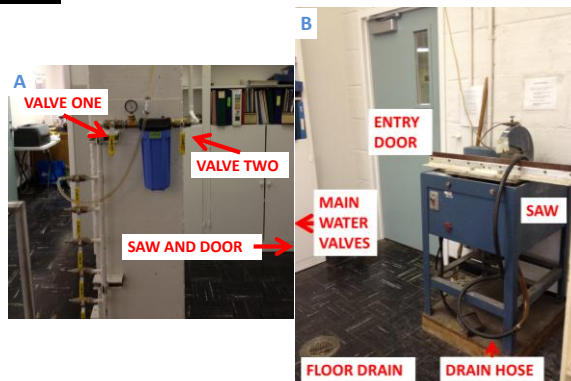 A
VALVE ONE
VALVE TWO
SAW AND DOOR
B
ENTRY
DOOR
MAIN
WATER
VALVES
SAW
FLOOR DRAIN
DRAIN HOSE